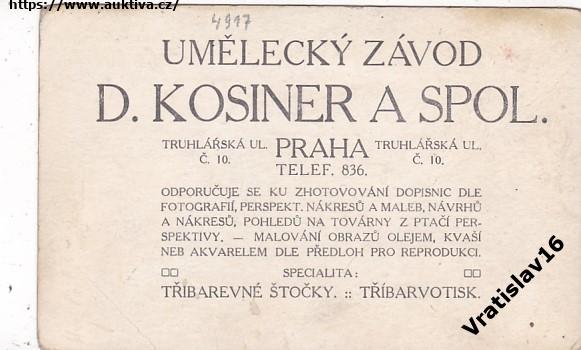 https://www.auktiva.cz/
4917
UMĚLECKÝ ZÁVOD
D. KOSINER A SPOL.
TRUHLÁŘSKÁ UL. Č. 10. PRAHA TRUHLÁŘSKÁ UL. Č. 10.
TELEF. 836.
ODPORUČUJE SE KU ZHOTOVOVÁNÍ DOPISNIC DLE
FOTOGRAFIÍ, PERSPEKT. NÁKRESŮ A MALEB, NÁVRHŮ
A NÁKRESŮ, POHLEDŮ NA TOVÁRNY Z PTAČÍ PER-
SPEKTIVY. — MALOVÁNÍ OBRAZŮ OLEJEM, KVAŠÍ
NEB AKVARELEM DLE PŘEDLOH PRO REPRODUKCI.
SPECIALITA:
TŘÍBAREVNÉ ŠTOČKY. :: TŘÍBARVOTISK.
Vratislav16